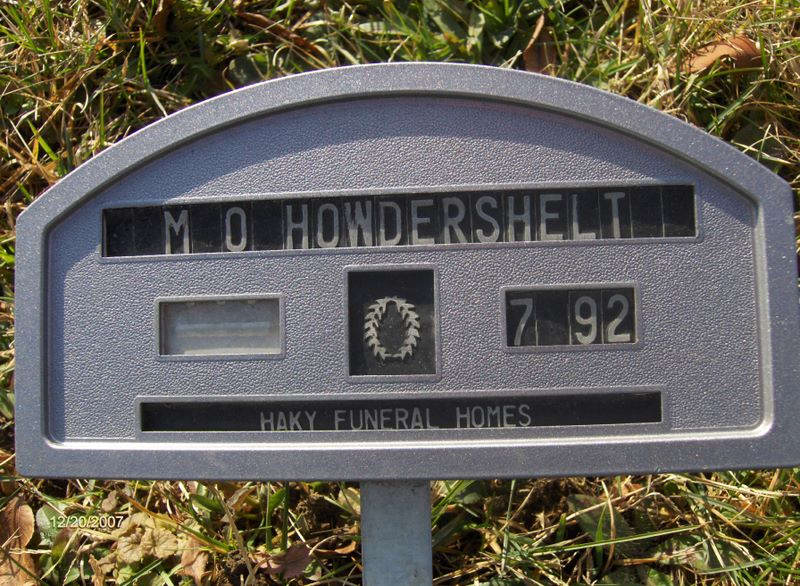 M O HOWDERSHELT
7 92
HAKY FUNERAL HOMES
12/20/2007